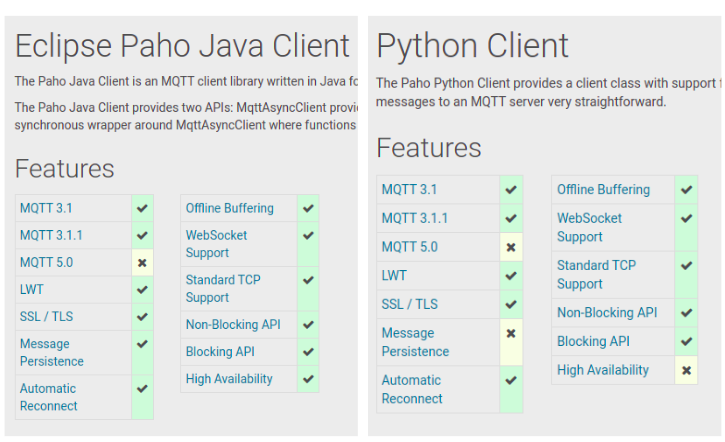 Eclipse Paho Java Client
The Paho Java Client is an MQTT client library written in Java fo
The Paho Java Client provides two APIs: MqttAsyncClient provi
synchronous wrapper around MqttAsyncClient where functions
Features
MQTT 3.1 ✔
MQTT 3.1.1 ✔
MQTT 5.0 ✖
LWT ✔
SSL / TLS ✔
Message ✔
Persistence
Automatic ✔
Reconnect
Offline Buffering ✔
WebSocket ✔
Support
Standard TCP ✔
Support
Non-Blocking API ✔
Blocking API ✔
High Availability ✔
Python Client
The Paho Python Client provides a client class with support f
messages to an MQTT server very straightforward.
Features
MQTT 3.1 ✔
MQTT 3.1.1 ✔
MQTT 5.0 ✖
LWT ✔
SSL / TLS ✔
Message ✖
Persistence
Automatic ✔
Reconnect
Offline Buffering ✔
WebSocket ✔
Support
Standard TCP ✔
Support
Non-Blocking API ✔
Blocking API ✔
High Availability ✖